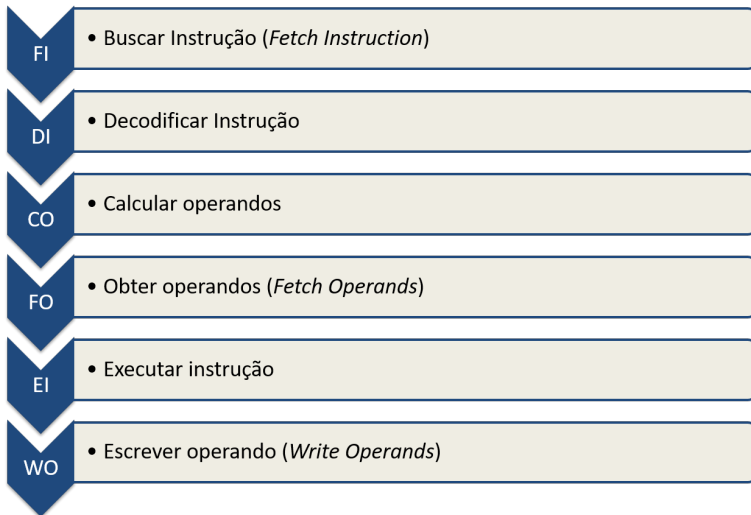 FI
• Buscar Instrução (Fetch Instruction)
DI
• Decodificar Instrução
CO
• Calcular operandos
FO
• Obter operandos (Fetch Operands)
EI
• Executar instrução
WO
• Escrever operando (Write Operands)